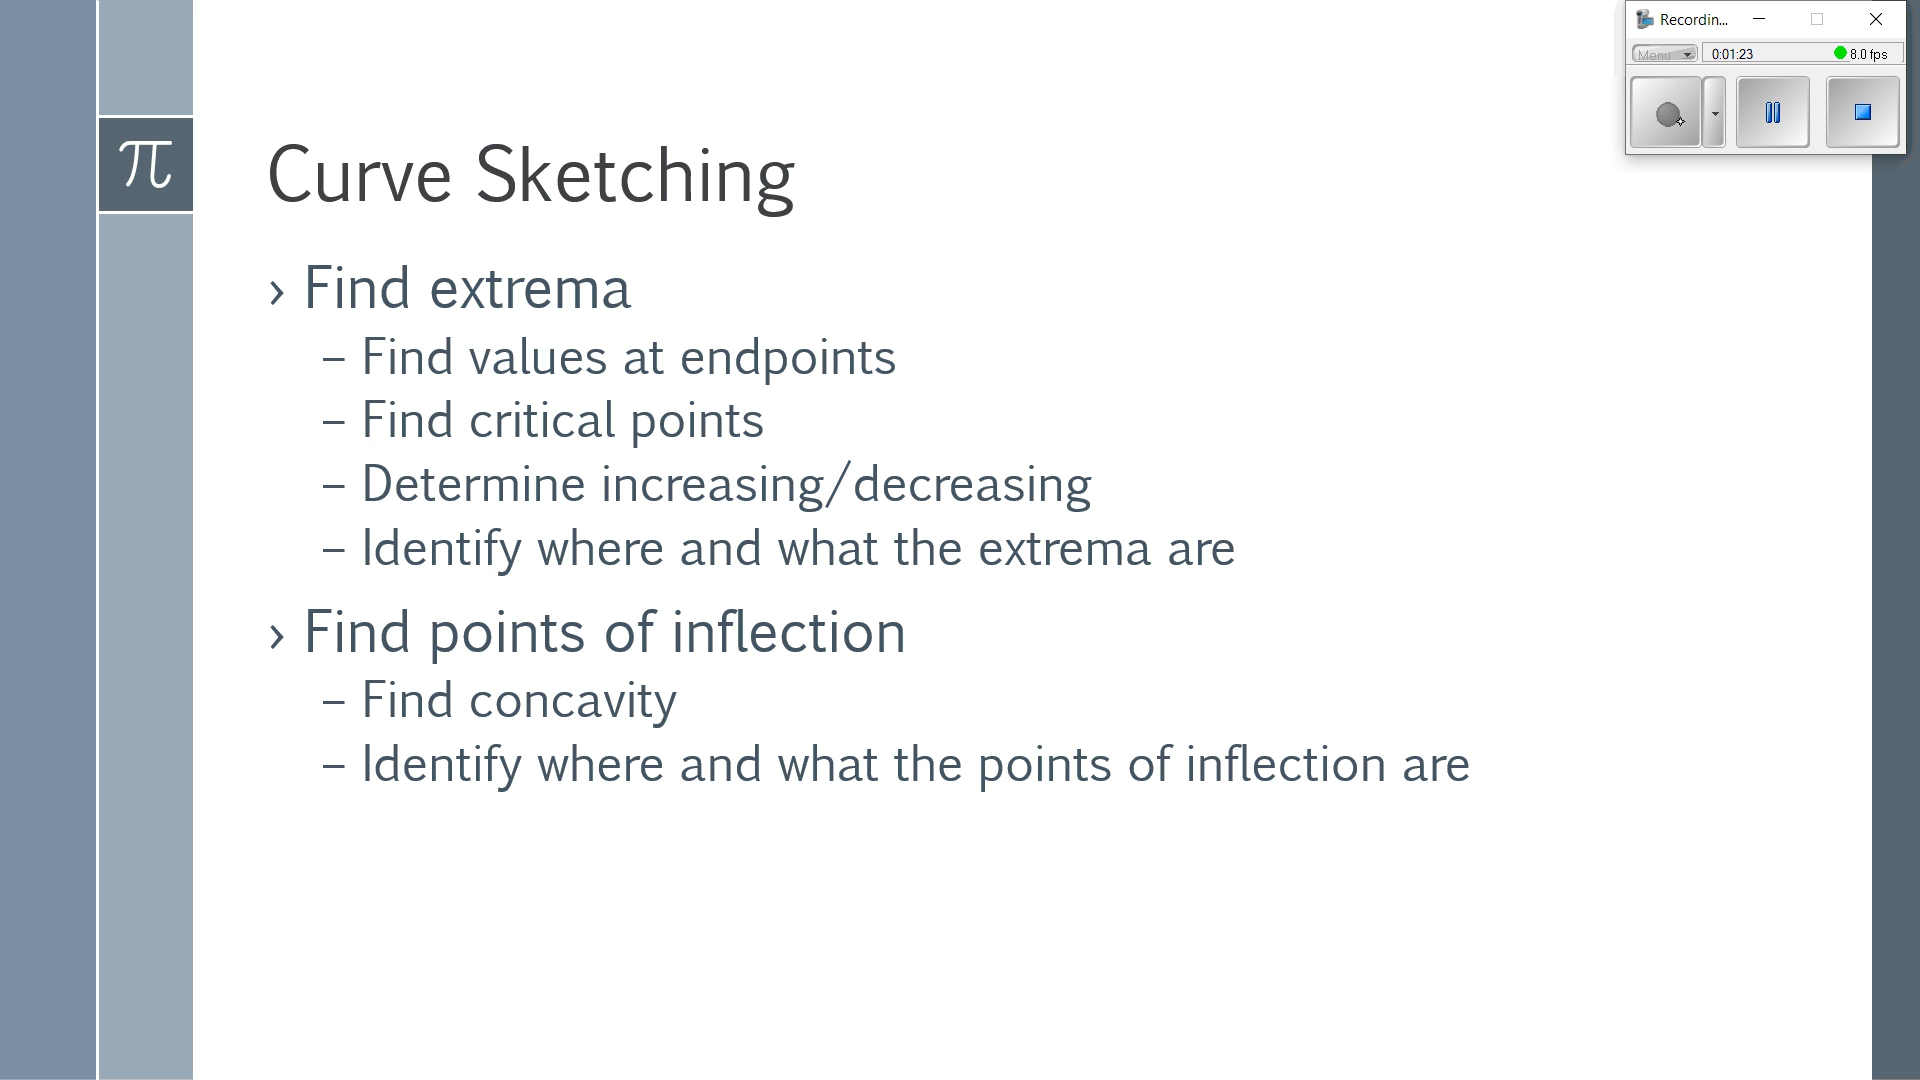 Recordin...
Menu
0:01:23
8.0 fps
π
Curve Sketching
› Find extrema
– Find values at endpoints
– Find critical points
– Determine increasing/decreasing
– Identify where and what the extrema are
› Find points of inflection
– Find concavity
– Identify where and what the points of inflection are